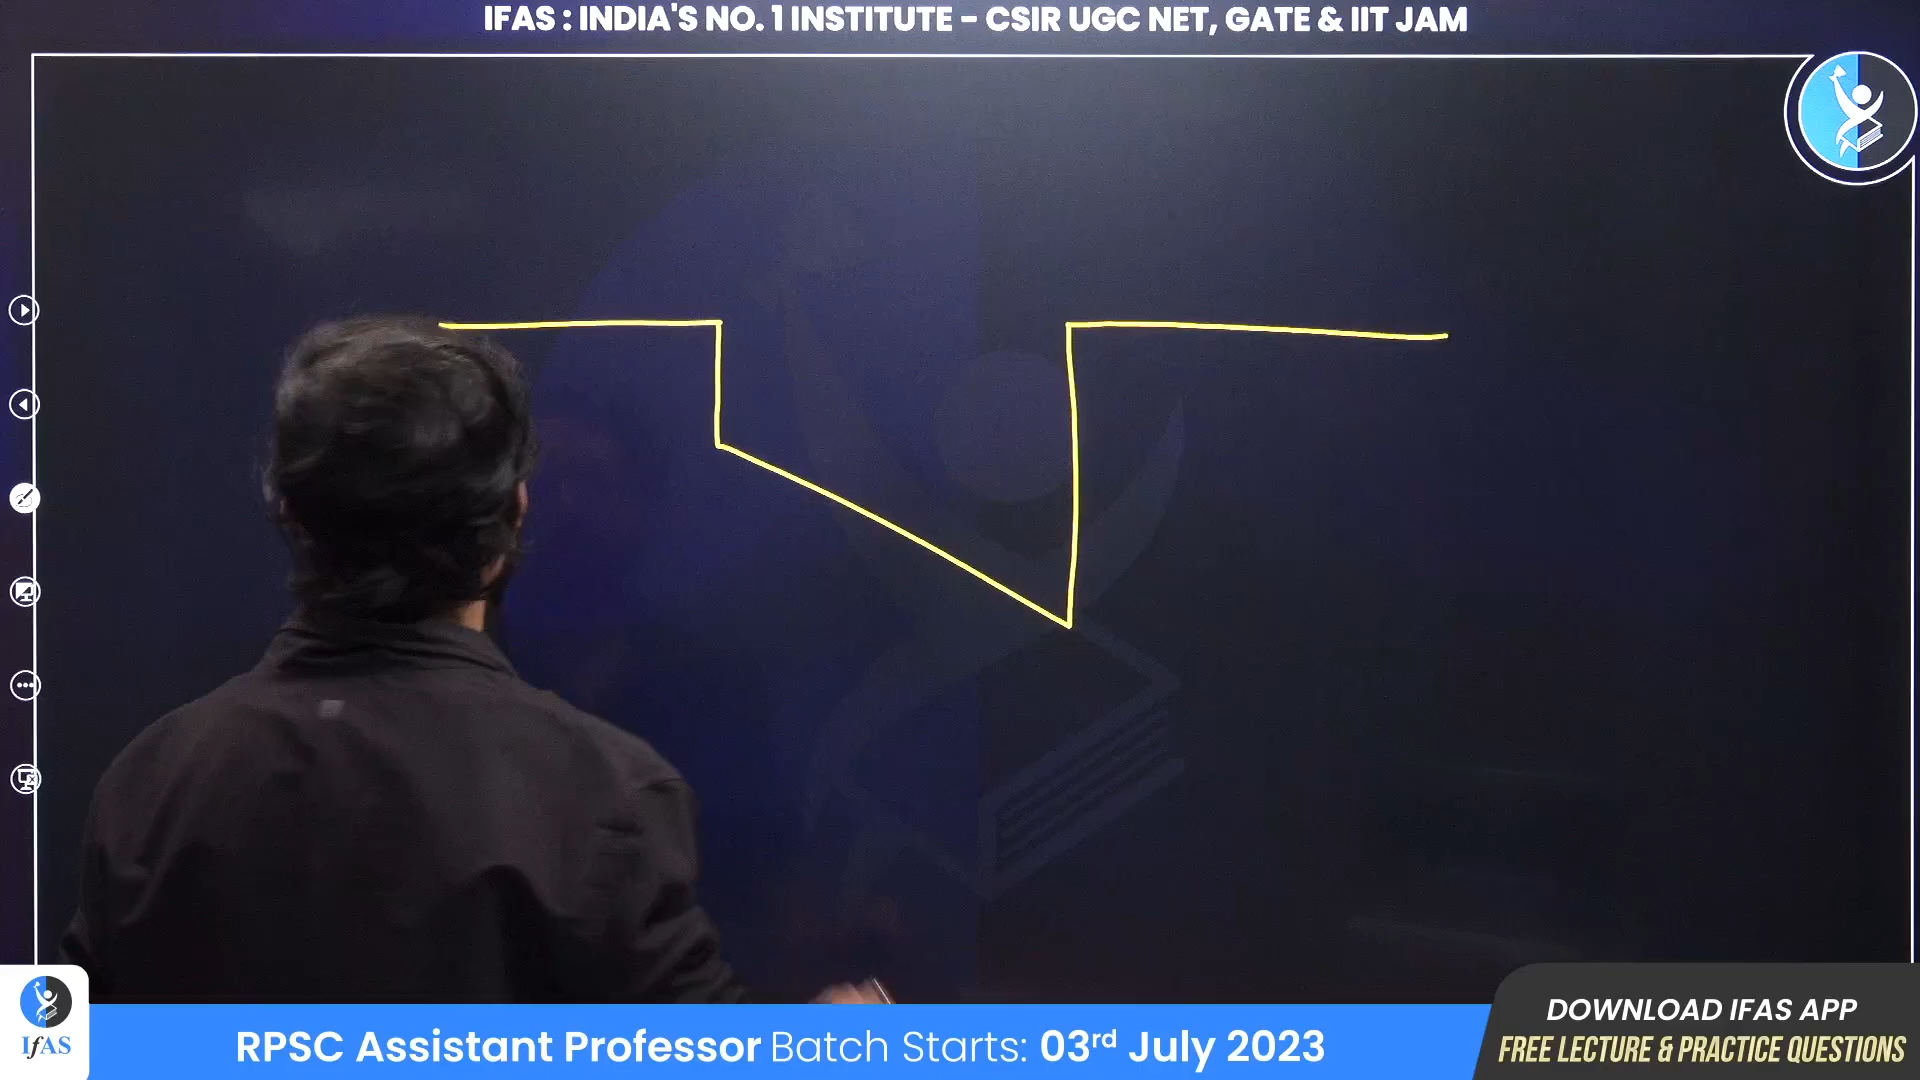 IFAS : INDIA'S NO. 1 INSTITUTE - CSIR UGC NET, GATE & IIT JAM
IfAS
RPSC Assistant Professor Batch Starts: 03rd July 2023
DOWNLOAD IFAS APP
FREE LECTURE & PRACTICE QUESTIONS